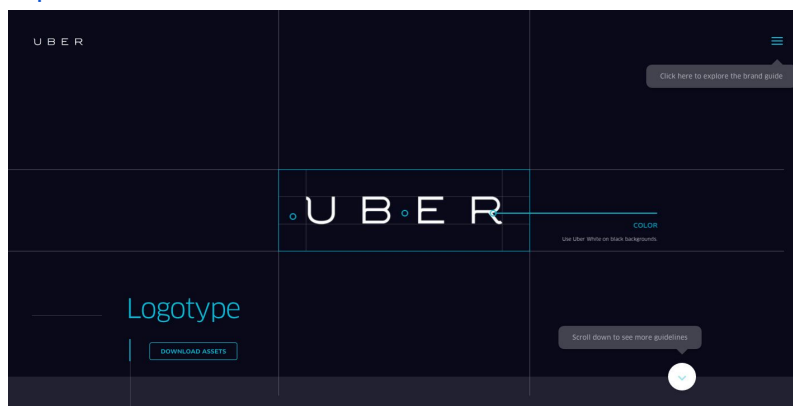 UBER
Click here to explore the brand guide
UBER
COLOR
Use Uber White on black backgrounds.
Logotype
DOWNLOAD ASSETS
Scroll down to see more guidelines